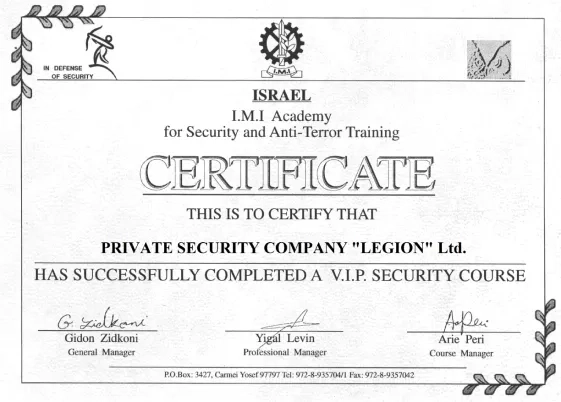 IN DEFENSE
OF SECURITY
I.M.I
ISRAEL
I.M.I Academy
for Security and Anti-Terror Training
CERTIFICATE
THIS IS TO CERTIFY THAT
PRIVATE SECURITY COMPANY "LEGION" Ltd.
HAS SUCCESSFULLY COMPLETED A V.I.P. SECURITY COURSE
G. Zidkoni
A. Peri
Gidon Zidkoni
Yigal Levin
Arie Peri
General Manager
Professional Manager
Course Manager
P.O.Box: 3427, Carmei Yosef 97797 Tel: 972-8-935704/1 Fax: 972-8-9357042